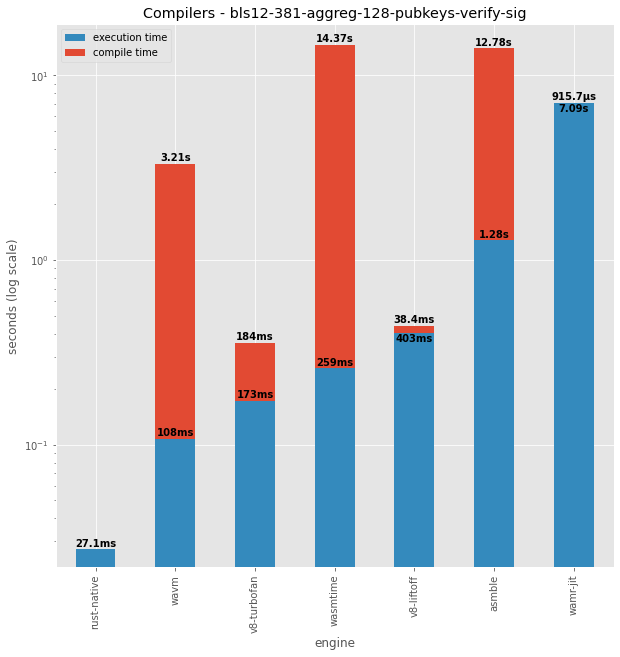 Compilers - bls12-381-aggreg-128-pubkeys-verify-sig
execution time
compile time
14.37s
12.78s
10¹
915.7μs
7.09s
3.21s
1.28s
seconds (log scale)
10⁰
38.4ms
403ms
184ms
259ms
173ms
108ms
10⁻¹
27.1ms
rust-native
wavm
v8-turbofan
wasmtime
v8-liftoff
asmble
wamr-jit
engine